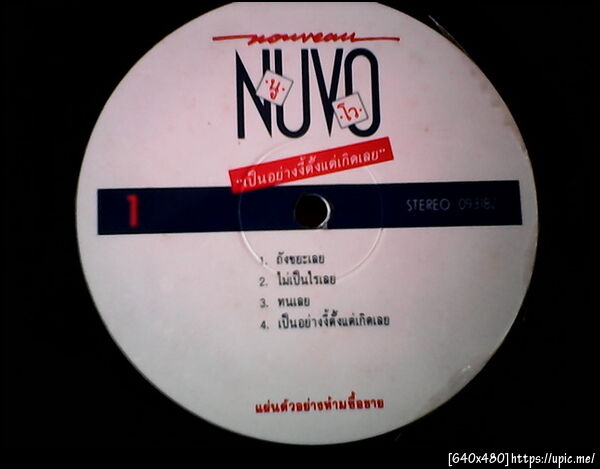 nouveau
NUVO
นู
โว
"เป็นอย่างงี้ตั้งแต่เกิดเลย"
1
STEREO
1. ถังขยะเลย
2. ไม่เป็นไรเลย
3. ทนเลย
4. เป็นอย่างงี้ตั้งแต่เกิดเลย
แผ่นตัวอย่างห้ามซื้อขาย
[640x480]https://upic.me/